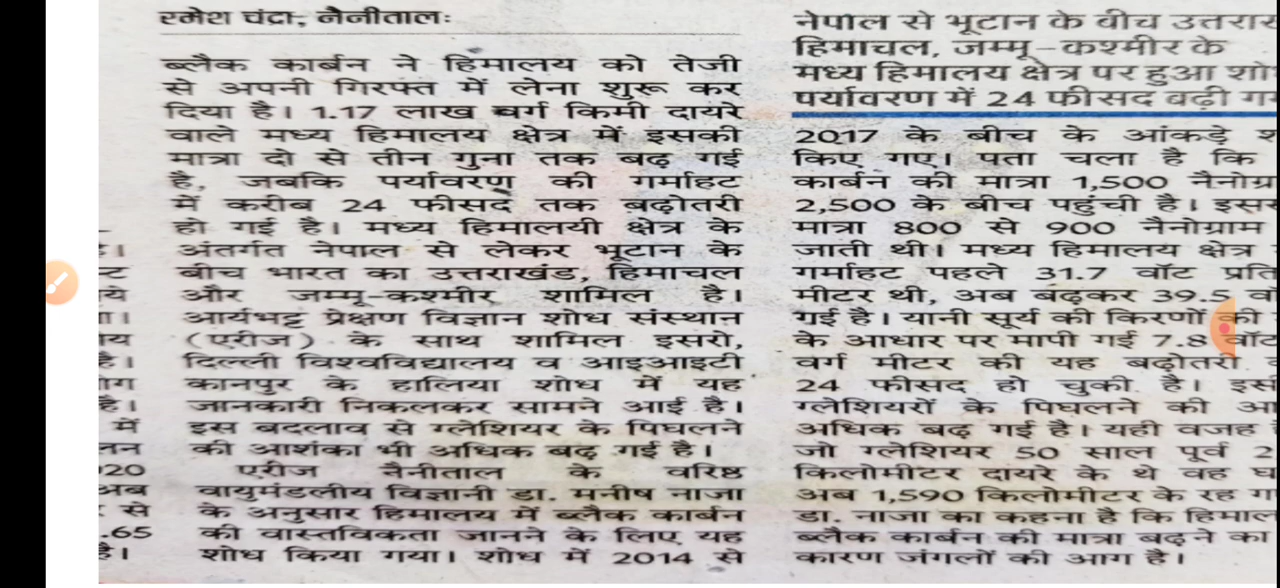 रमेश चंद्रा, नैनीतालः
ब्लैक कार्बन ने हिमालय को तेजी
से अपनी गिरफ्त में लेना शुरू कर
दिया है। 1.17 लाख वर्ग किमी दायरे
वाले मध्य हिमालय क्षेत्र में इसकी
मात्रा दो से तीन गुना तक बढ़ गई
है, जबकि पर्यावरण की गर्माहट
में करीब 24 फीसद तक बढ़ोतरी
हो गई है। मध्य हिमालयी क्षेत्र के
अंतर्गत नेपाल से लेकर भूटान के
बीच भारत का उत्तराखंड, हिमाचल
और जम्मू-कश्मीर शामिल है।
आर्यभट्ट प्रेक्षण विज्ञान शोध संस्थान
(एरीज) के साथ शामिल इसरो,
दिल्ली विश्वविद्यालय व आइआइटी
कानपुर के हालिया शोध में यह
जानकारी निकलकर सामने आई है।
इस बदलाव से ग्लेशियर के पिघलने
की आशंका भी अधिक बढ़ गई है।
एरीज नैनीताल के वरिष्ठ
वायुमंडलीय विज्ञानी डा. मनीष नाजा
के अनुसार हिमालय में ब्लैक कार्बन
की वास्तविकता जानने के लिए यह
शोध किया गया। शोध में 2014 से
नेपाल से भूटान के बीच
हिमाचल, जम्मू-कश्मीर के
मध्य हिमालय क्षेत्र पर हुआ
पर्यावरण में 24 फीसद बढ़ी
2017 के बीच के आंकड़े
किए गए। पता चला है कि
कार्बन की मात्रा 1,500
2,500 के बीच पहुंची है।
मात्रा 800 से 900 नैनोग्राम
जाती थी। मध्य हिमालय क्षेत्र
गर्माहट पहले 31.7 वॉट प्रति
मीटर थी, अब बढ़कर 39.5
गई है। यानी सूर्य की किरणों की
के आधार पर मापी गई 7.8 वॉट
वर्ग मीटर की यह बढ़ोतरी
24 फीसद हो चुकी है।
ग्लेशियरों के पिघलने की
अधिक बढ़ गई है। यही वजह
जो ग्लेशियर 50 साल पूर्व
किलोमीटर दायरे के थे वह
अब 1,590 किलोमीटर के रह
डा. नाजा का कहना है कि
ब्लैक कार्बन की मात्रा बढ़ने का
कारण जंगलों की आग है।